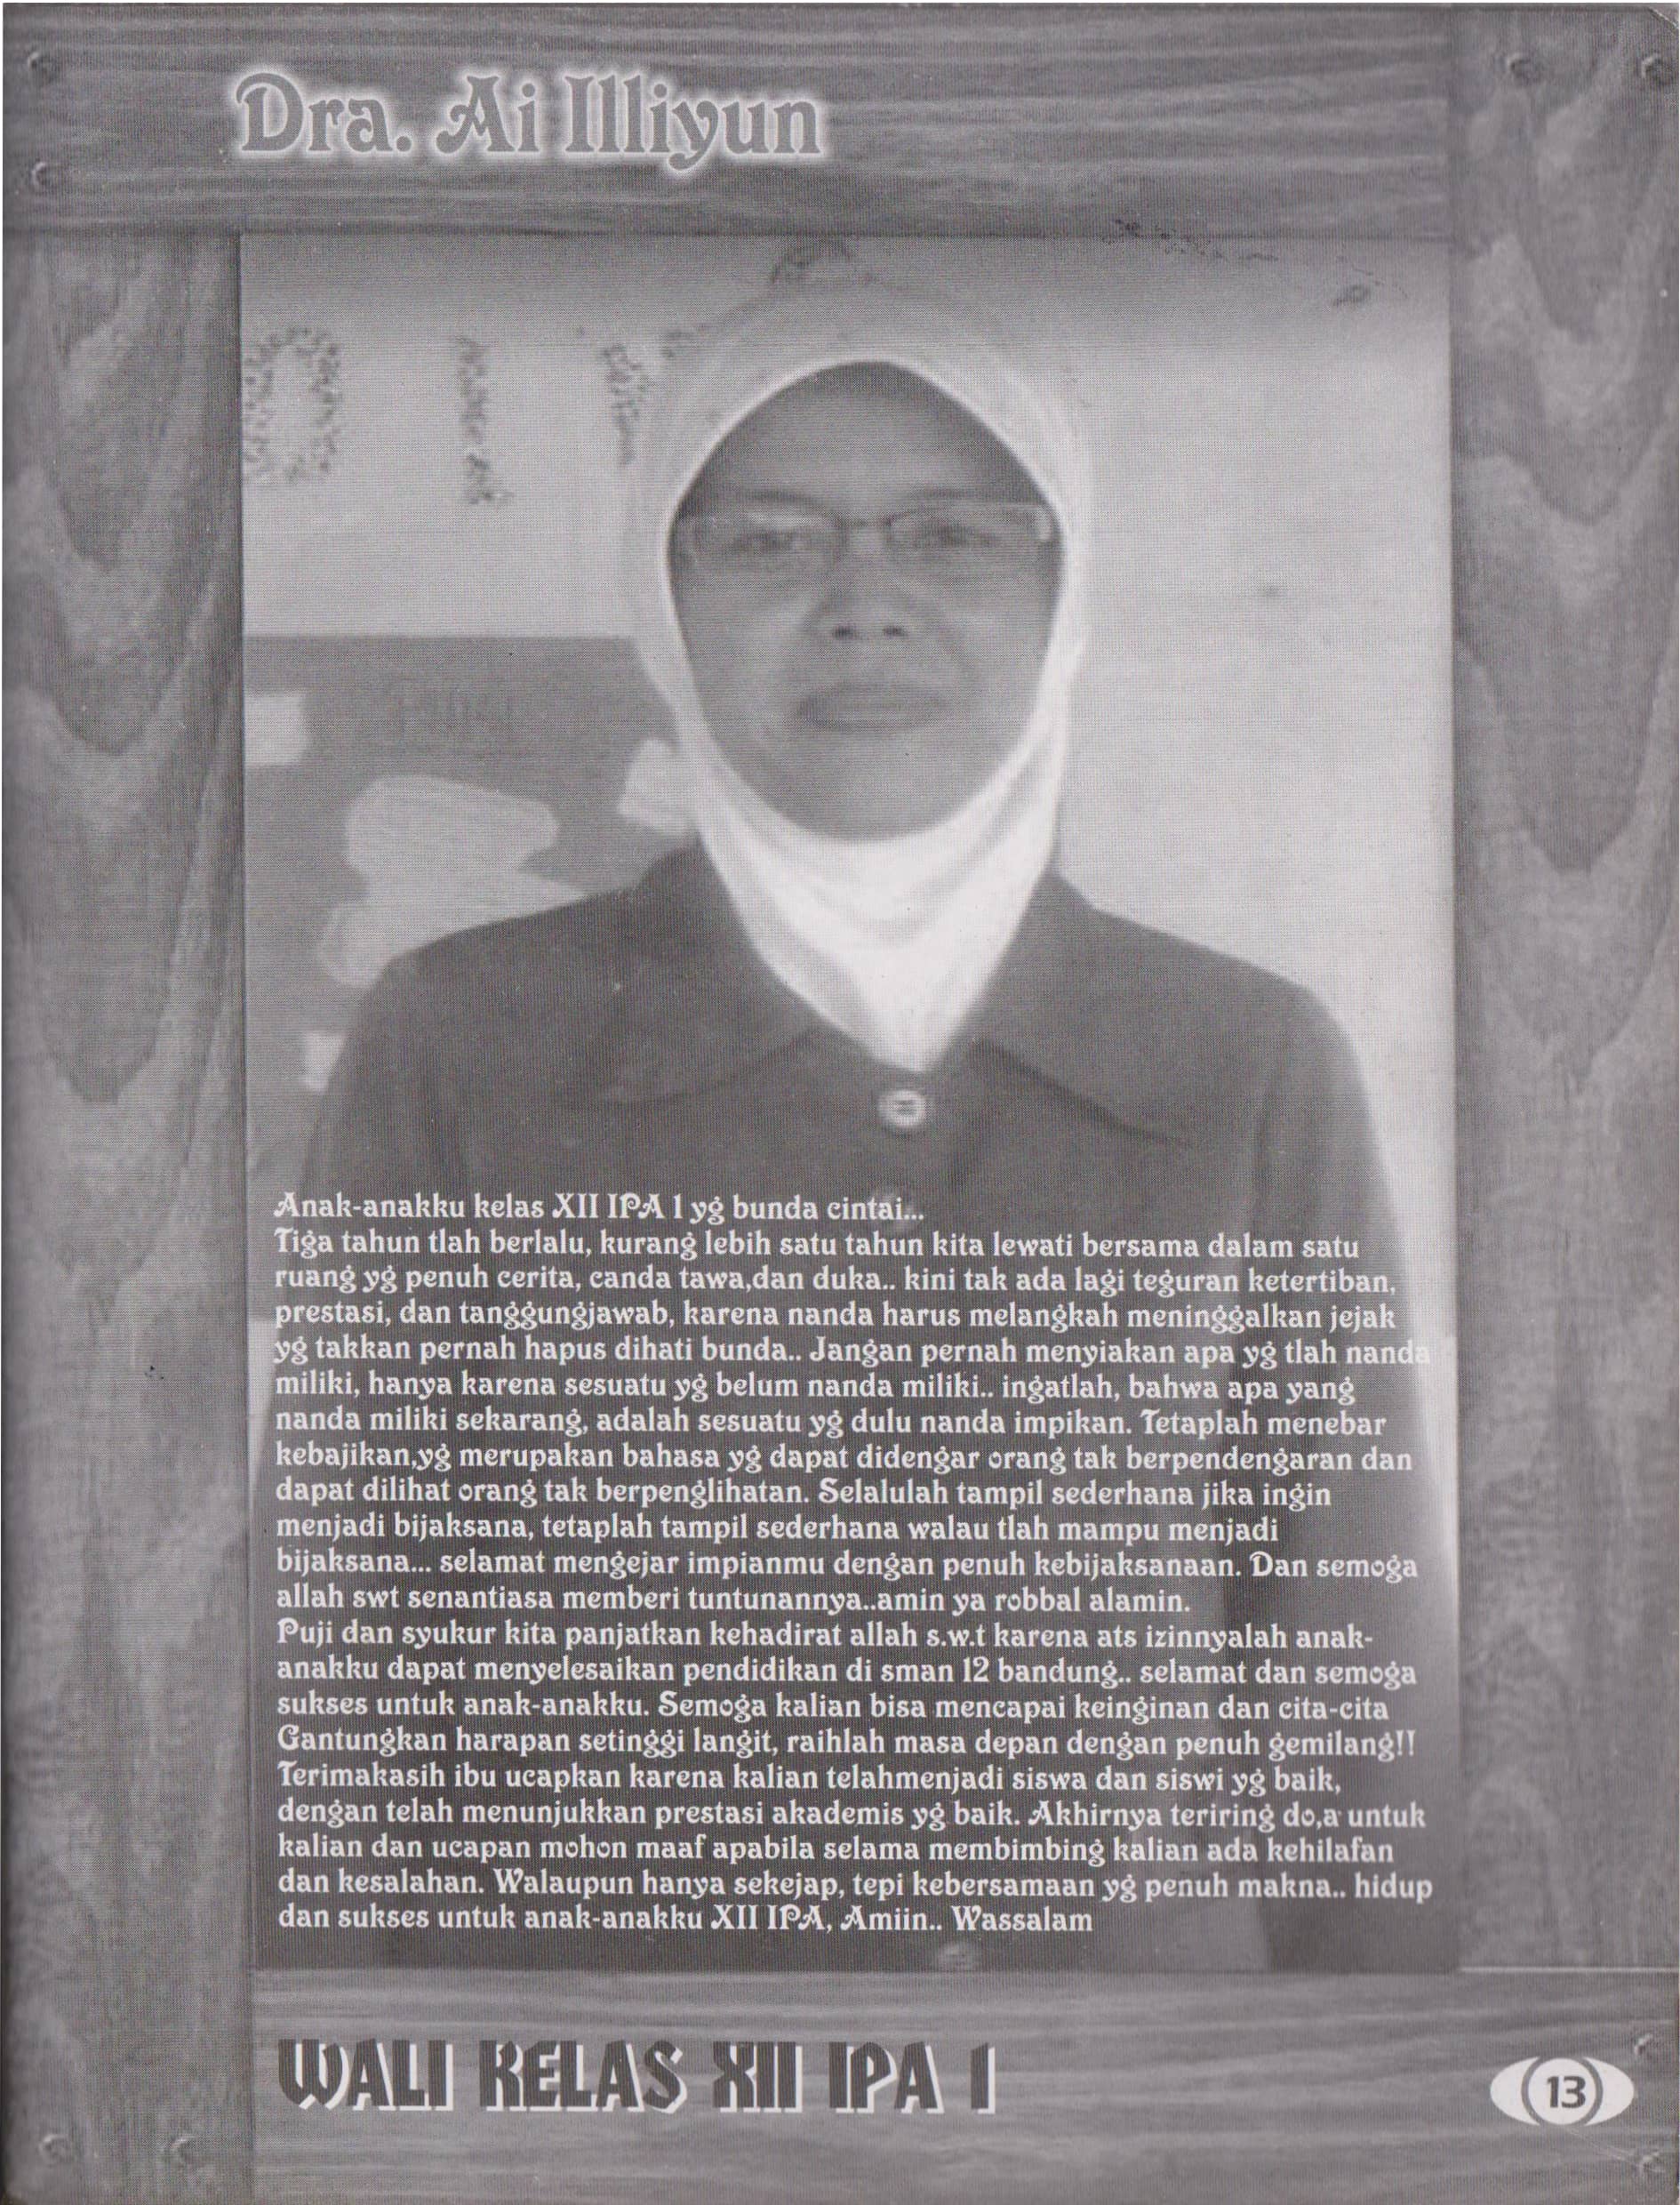 Dra. Ai Illiyun
Anak-anakku kelas XII IPA 1 yg bunda cintai...
Tiga tahun tlah berlalu, kurang lebih satu tahun kita lewati bersama dalam satu
ruang yg penuh cerita, canda tawa,dan duka.. kini tak ada lagi teguran ketertiban,
prestasi, dan tanggungjawab, karena nanda harus melangkah meninggalkan jejak
yg takkan pernah hapus dihati bunda.. Jangan pernah menyiakan apa yg tlah nanda
miliki, hanya karena sesuatu yg belum nanda miliki.. ingatlah, bahwa apa yang
nanda miliki sekarang, adalah sesuatu yg dulu nanda impikan. Tetaplah menebar
kebajikan,yg merupakan bahasa yg dapat didengar orang tak berpendengaran dan
dapat dilihat orang tak berpenglihatan. Selalulah tampil sederhana jika ingin
menjadi bijaksana, tetaplah tampil sederhana walau tlah mampu menjadi
bijaksana... selamat mengejar impianmu dengan penuh kebijaksanaan. Dan semoga
allah swt senantiasa memberi tuntunannya..amin ya robbal alamin.
Puji dan syukur kita panjatkan kehadirat allah s.w.t karena ats izinnyalah anak-
anakku dapat menyelesaikan pendidikan di sman 12 bandung.. selamat dan semoga
sukses untuk anak-anakku. Semoga kalian bisa mencapai keinginan dan cita-cita
Gantungkan harapan setinggi langit, raihlah masa depan dengan penuh gemilang!!
Terimakasih ibu ucapkan karena kalian telahmenjadi siswa dan siswi yg baik,
dengan telah menunjukkan prestasi akademis yg baik. Akhirnya teriring do,a untuk
kalian dan ucapan mohon maaf apabila selama membimbing kalian ada kehilafan
dan kesalahan. Walaupun hanya sekejap, tepi kebersamaan yg penuh makna.. hidup
dan sukses untuk anak-anakku XII IPA, Amiin.. Wassalam
WALI KELAS XII IPA 1
13